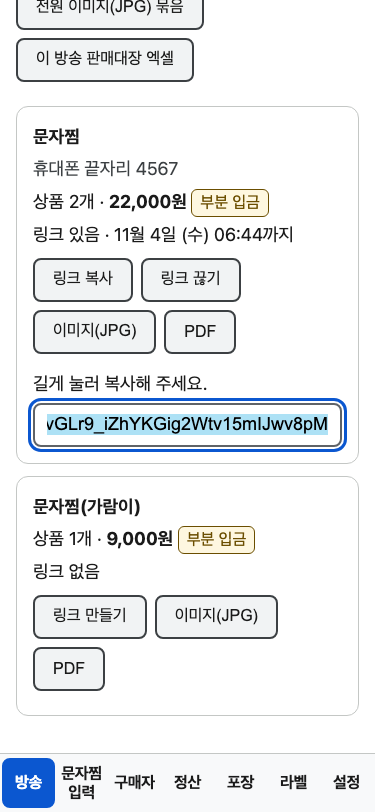 전원 이미지(JPG) 묶음
이 방송 판매대장 엑셀
문자찜
휴대폰 끝자리 4567
상품 2개 · 22,000원 부분 입금
링크 있음 · 11월 4일 (수) 06:44까지
링크 복사 링크 끊기
이미지(JPG) PDF
길게 눌러 복사해 주세요.
vGLr9_iZhYKGig2Wtv15mIJwv8pM
문자찜(가람이)
상품 1개 · 9,000원 부분 입금
링크 없음
링크 만들기 이미지(JPG)
PDF
방송 문자찜 입력 구매자 정산 포장 라벨 설정